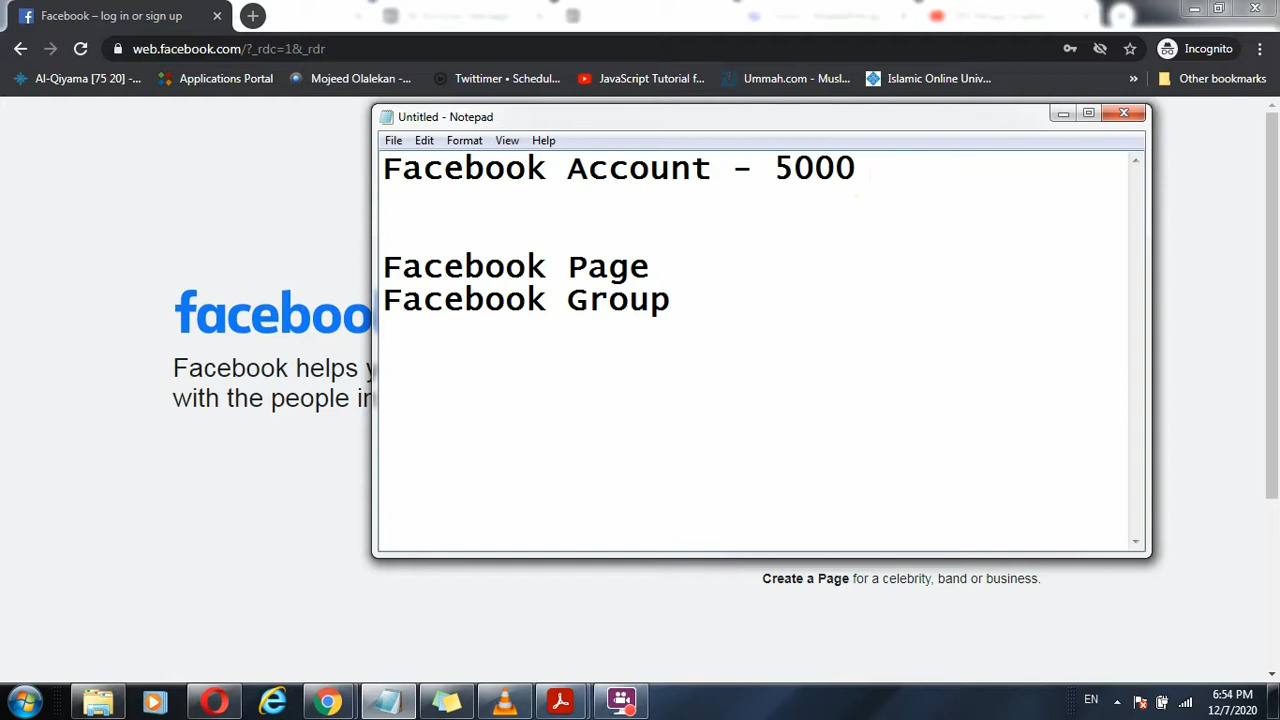 Facebook – log in or sign up
web.facebook.com/?_rdc=1&_rdr
Incognito
Al-Qiyama [75 20] -...
Applications Portal
Mojeed Olalekan -...
Twittimer • Schedul...
JavaScript Tutorial f...
Ummah.com - Musl...
Islamic Online Univ...
»
Other bookmarks
Untitled - Notepad
File Edit Format View Help
Facebook Account - 5000
Facebook Page
Facebook Group
faceboo
Facebook helps y
with the people in
Create a Page for a celebrity, band or business.
EN
6:54 PM
12/7/2020